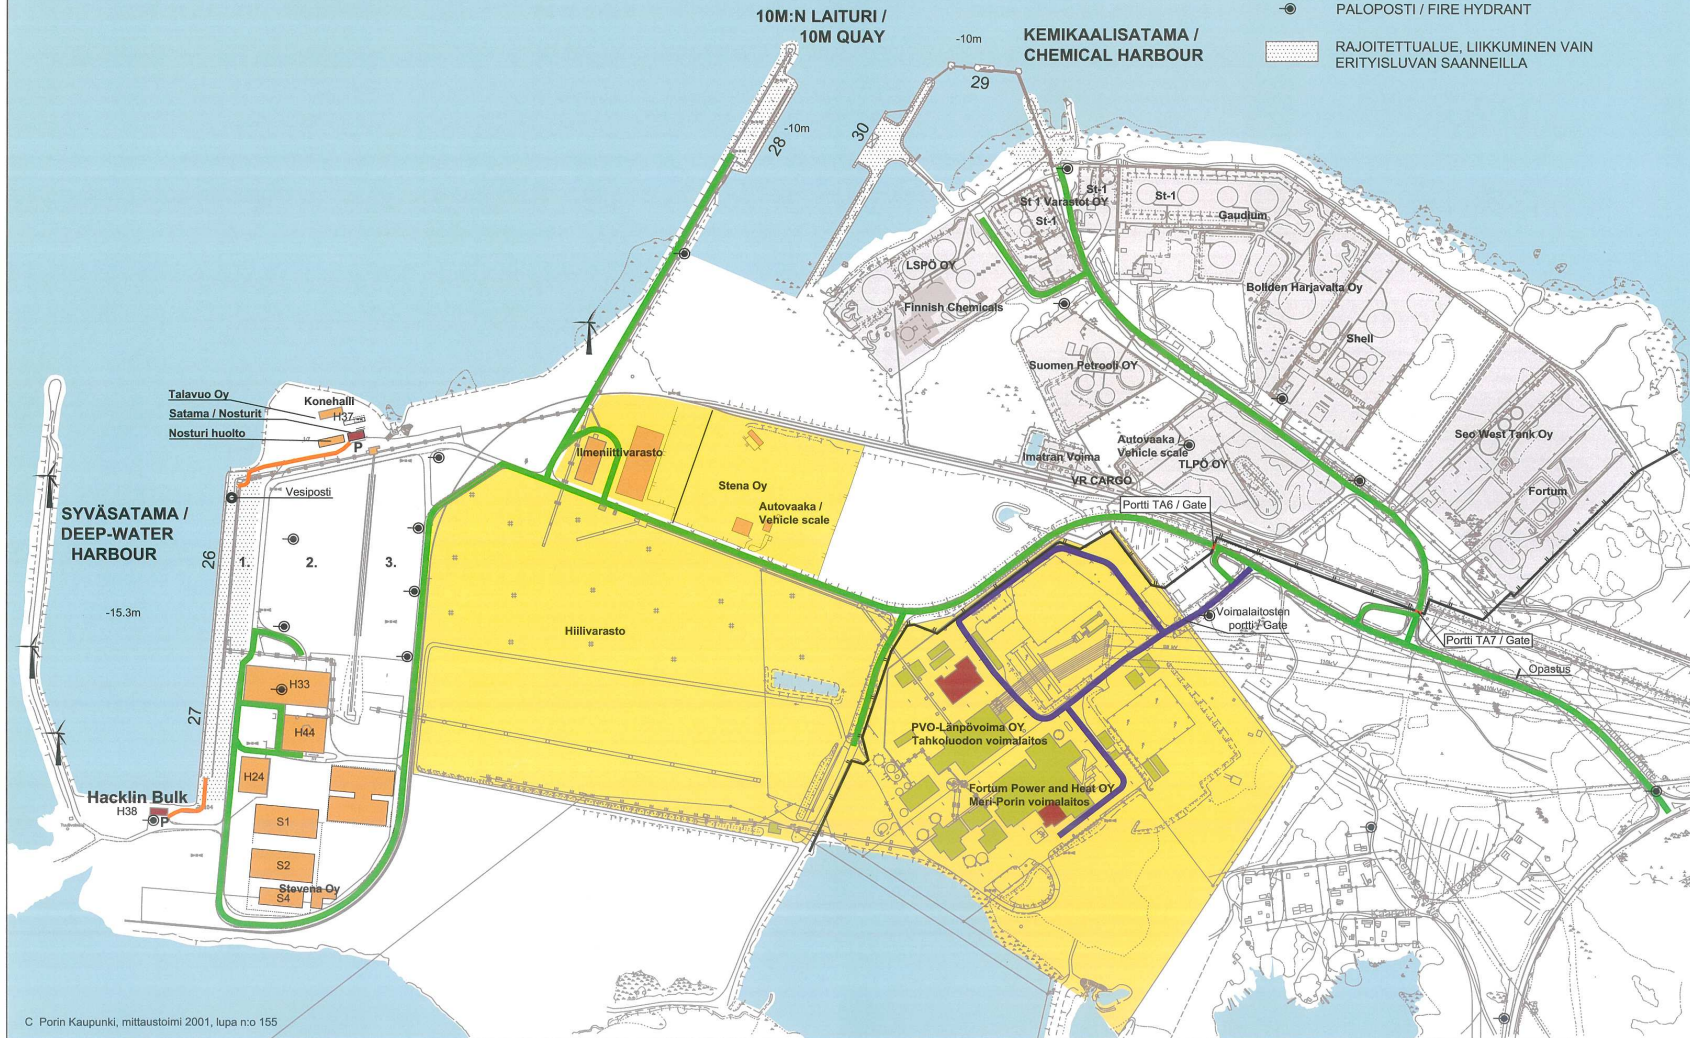 10M:N LAITURI /
10M QUAY
-10m
KEMIKAALISATAMA /
CHEMICAL HARBOUR
PALOPOSTI / FIRE HYDRANT
RAJOITETTUALUE, LIIKKUMINEN VAIN
ERITYISLUVAN SAANNEILLA
29
28
-10m
30
St-1
St 1 Varastot OY
St-1
St-1
Gaudium
LSPÖ OY
Finnish Chemicals
Boliden Harjavalta Oy
Shell
Suomen Petrooli OY
Talavuo Oy
Satama / Nosturit
Nosturi huolto
Konehalli
H37
P
Vesiposti
Ilmeniittivarasto
Stena Oy
Autovaaka /
Vehicle scale
Imatran Voima
VR CARGO
Autovaaka /
Vehicle scale
TLPÖ OY
Seo West Tank Oy
Fortum
Portti TA6 / Gate
SYVÄSATAMA /
DEEP-WATER
HARBOUR
26
1.
2.
3.
-15.3m
Hiilivarasto
Voimalaitosten
portti / Gate
Portti TA7 / Gate
Opastus
27
H33
H44
H24
PVO-Länpövoima OY
Tahkoluodon voimalaitos
Fortum Power and Heat OY
Meri-Porin voimalaitos
Hacklin Bulk
H38
P
S1
S2
Stevena Oy
S4
C Porin Kaupunki, mittaustoimi 2001, lupa n:o 155